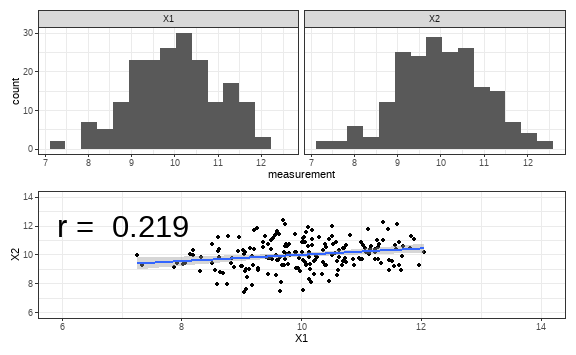 X1 X2
30
20
10
0
count
7 8 9 10 11 12 7 8 9 10 11 12
measurement
14
12
10
8
6
X2
r = 0.219
6 8 10 12 14
X1